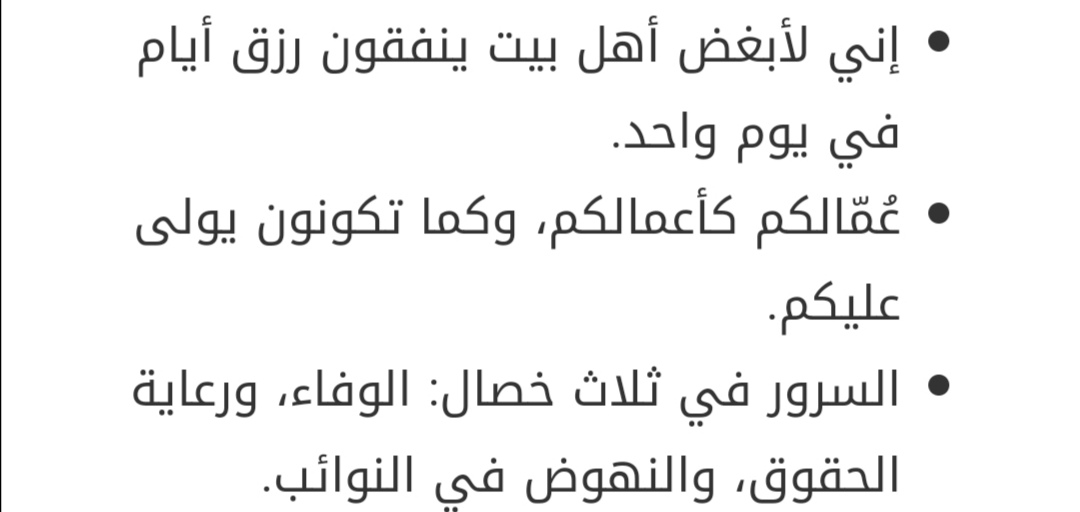 • إني لأبغض أهل بيت ينفقون رزق أيام
في يوم واحد.
• عُمّالكم كأعمالكم، وكما تكونون يولى
عليكم.
• السرور في ثلاث خصال: الوفاء، ورعاية
الحقوق، والنهوض في النوائب.